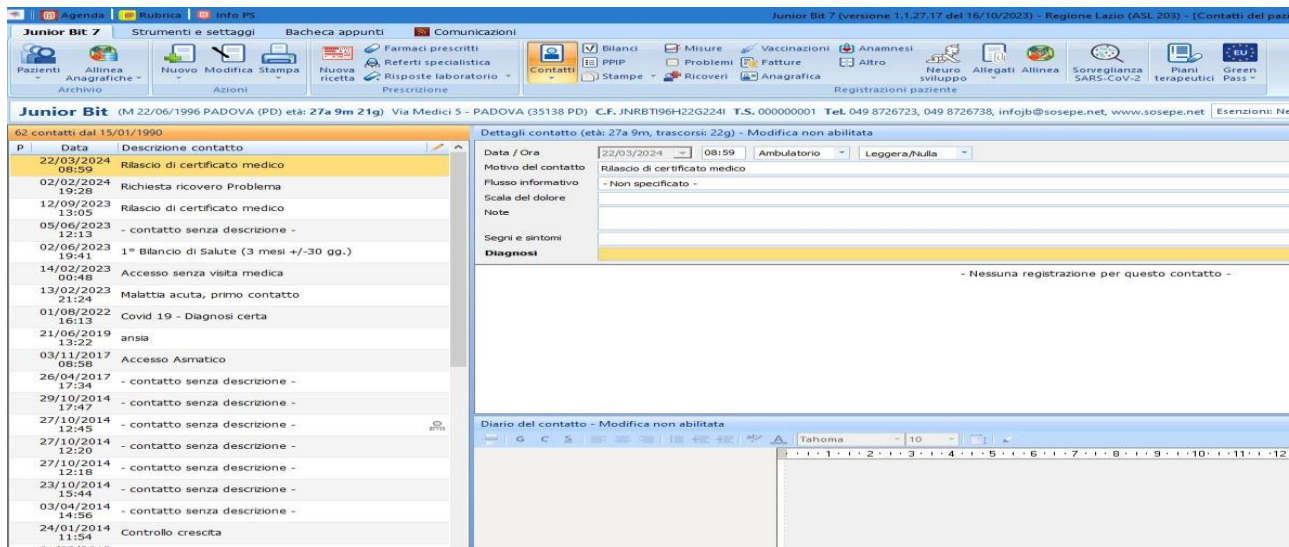 Agenda Rubrica Info PS Junior Bit 7 (versione 1.1.27.17 del 16/10/2023) - Regione Lazio (ASL 203) - [Contatti del paz
Junior Bit 7 Strumenti e settaggi Bacheca appunti Comunicazioni
Pazienti
Allinea Anagrafiche
Archivio
Nuovo Modifica Stampa
Azioni
Nuova ricetta
Farmaci prescritti
Referti specialistica
Risposte laboratorio
Prescrizione
Contatti
Bilanci Misure Vaccinazioni Anamnesi
PPIP Problemi Fatture Altro
Stampe Ricoveri Anagrafica
Neuro sviluppo
Allegati Allinea
Sorveglianza SARS-CoV-2
Piani terapeutici
EU
Green Pass
Registrazioni paziente
Junior Bit (M 22/06/1996 PADOVA (PD) età: 27a 9m 21g) Via Medici 5 - PADOVA (35138 PD) C.F. JNRBTI96H22G224I T.S. 000000001 Tel. 049 8726723, 049 8726738, infojb@sosepe.net, www.sosepe.net Esenzioni: Ne
62 contatti dal 15/01/1990
P Data Descrizione contatto
22/03/2024 08:59 Rilascio di certificato medico
02/02/2024 19:28 Richiesta ricovero Problema
12/09/2023 13:05 Rilascio di certificato medico
05/06/2023 12:13 - contatto senza descrizione -
02/06/2023 19:41 1° Bilancio di Salute (3 mesi +/-30 gg.)
14/02/2023 00:48 Accesso senza visita medica
13/02/2023 21:24 Malattia acuta, primo contatto
01/08/2022 16:13 Covid 19 - Diagnosi certa
21/06/2019 13:22 ansia
03/11/2017 08:58 Accesso Asmatico
26/04/2017 17:34 - contatto senza descrizione -
29/10/2014 17:47 - contatto senza descrizione -
27/10/2014 12:45 - contatto senza descrizione -
27/10/2014 12:20 - contatto senza descrizione -
27/10/2014 12:18 - contatto senza descrizione -
23/10/2014 15:44 - contatto senza descrizione -
03/04/2014 14:56 - contatto senza descrizione -
24/01/2014 11:54 Controllo crescita
Dettagli contatto (età: 27a 9m, trascorsi: 22g) - Modifica non abilitata
Data / Ora 22/03/2024 08:59 Ambulatorio Leggera/Nulla
Motivo del contatto Rilascio di certificato medico
Flusso informativo - Non specificato -
Scala del dolore
Note
Segni e sintomi
Diagnosi
- Nessuna registrazione per questo contatto -
Diario del contatto - Modifica non abilitata
G C S A Tahoma 10
1 2 3 4 5 6 7 8 9 10 11 12